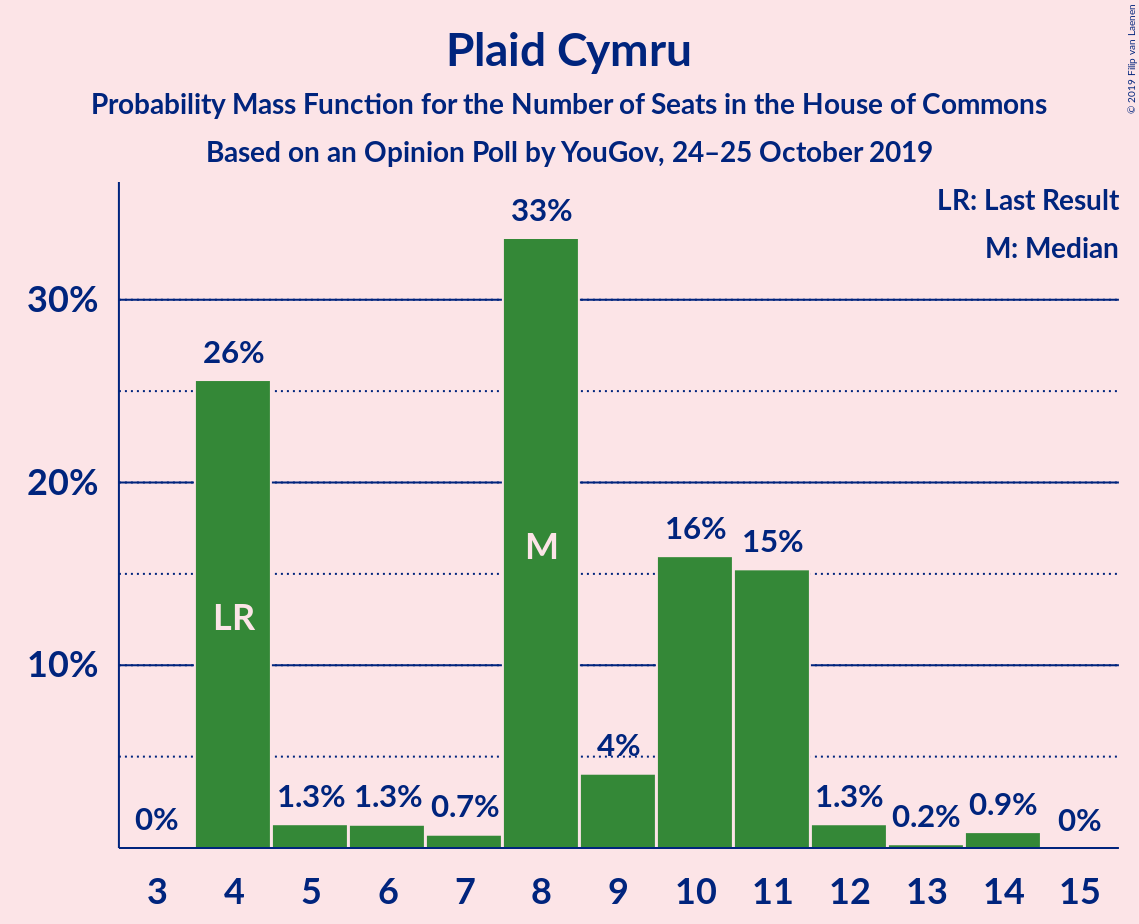 Plaid Cymru
Probability Mass Function for the Number of Seats in the House of Commons
Based on an Opinion Poll by YouGov, 24–25 October 2019
© 2019 Filip van Laenen
LR: Last Result
M: Median
30%
20%
10%
0%
26%
1.3%
1.3%
0.7%
33%
4%
16%
15%
1.3%
0.2%
0.9%
0%
LR
M
3 4 5 6 7 8 9 10 11 12 13 14 15